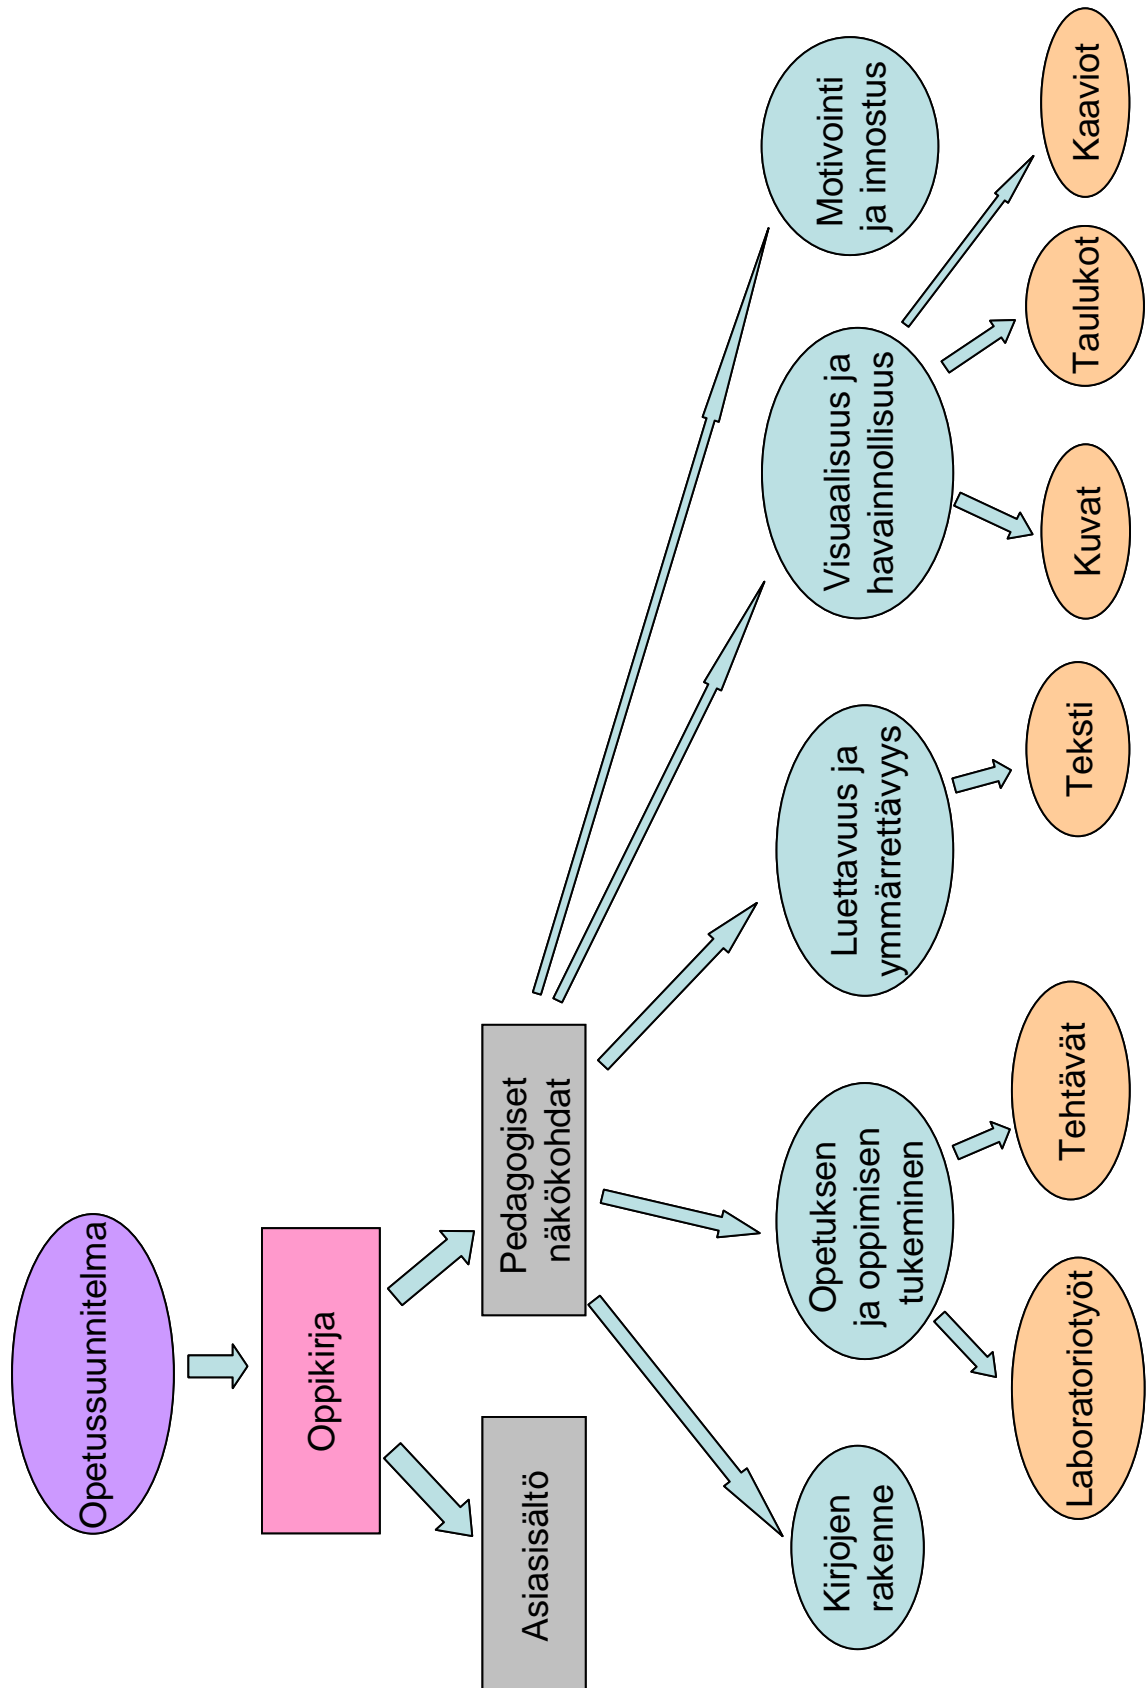 Opetussuunnitelma
Oppikirja
Asiasisältö
Pedagogiset
näkökohdat
Kirjojen
rakenne
Opetuksen
ja oppimisen
tukeminen
Luettavuus ja
ymmärrettävyys
Visuaalisuus ja
havainnollisuus
Motivointi
ja innostus
Laboratoriotyöt
Tehtävät
Teksti
Kuvat
Taulukot
Kaaviot